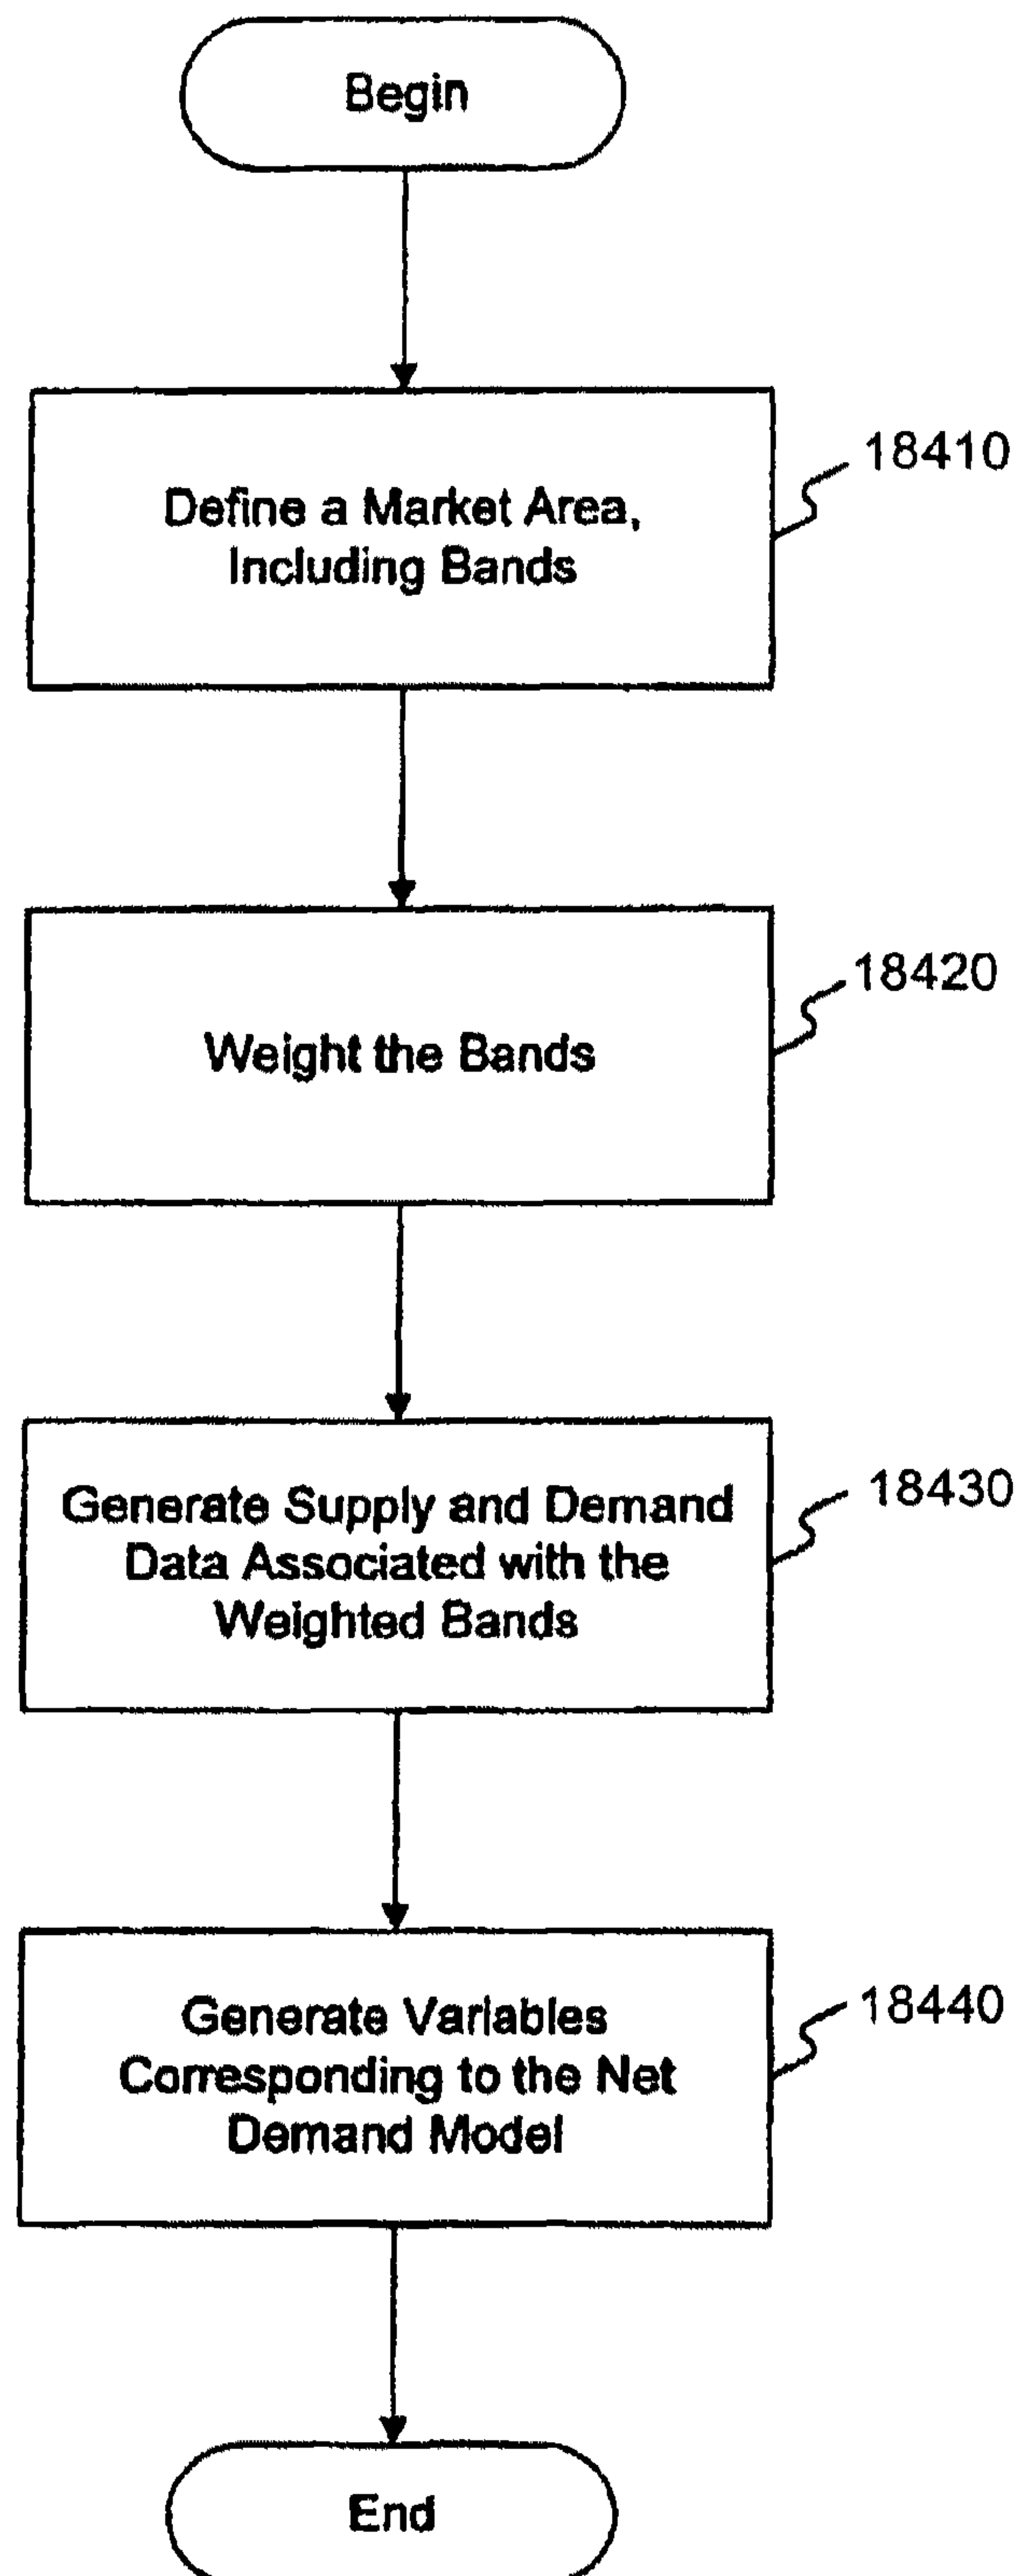 Begin
18410
Define a Market Area,
Including Bands
18420
Weight the Bands
18430
Generate Supply and Demand
Data Associated with the
Weighted Bands
18440
Generate Variables
Corresponding to the Net
Demand Model
End